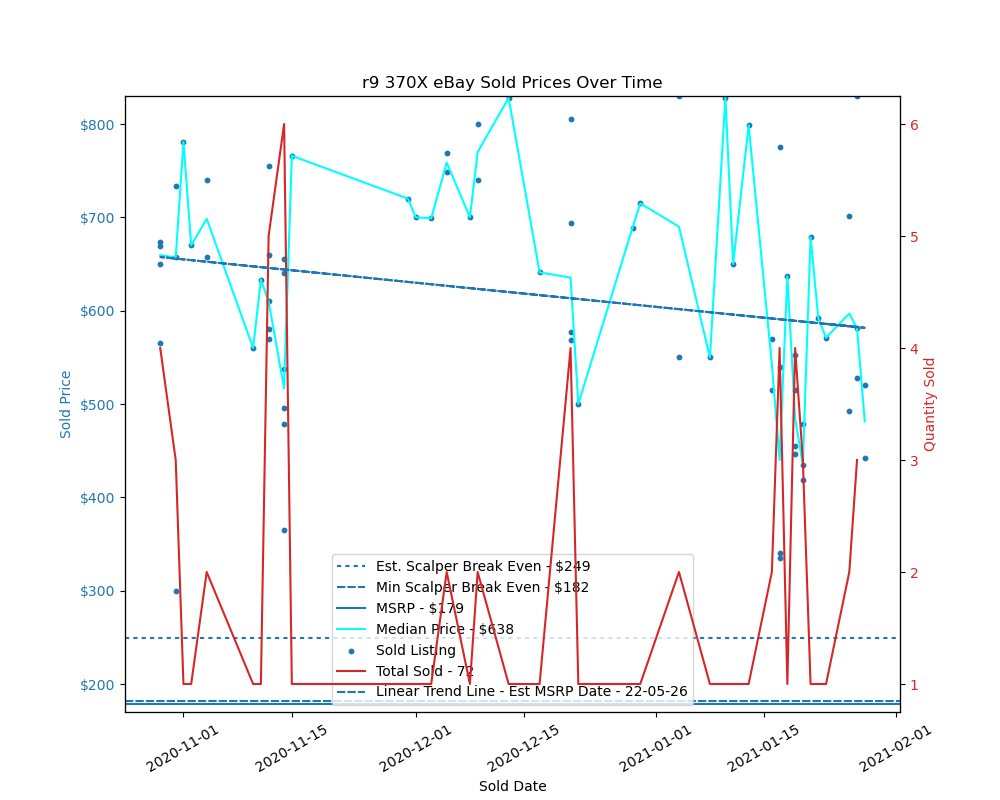 r9 370X eBay Sold Prices Over Time
$800
$700
$600
$500
$400
$300
$200
Sold Price
6
5
4
3
2
1
Quantity Sold
Est. Scalper Break Even - $249
Min Scalper Break Even - $182
MSRP - $179
Median Price - $638
Sold Listing
Total Sold - 72
Linear Trend Line - Est MSRP Date - 22-05-26
2020-11-01
2020-11-15
2020-12-01
2020-12-15
2021-01-01
2021-01-15
2021-02-01
Sold Date